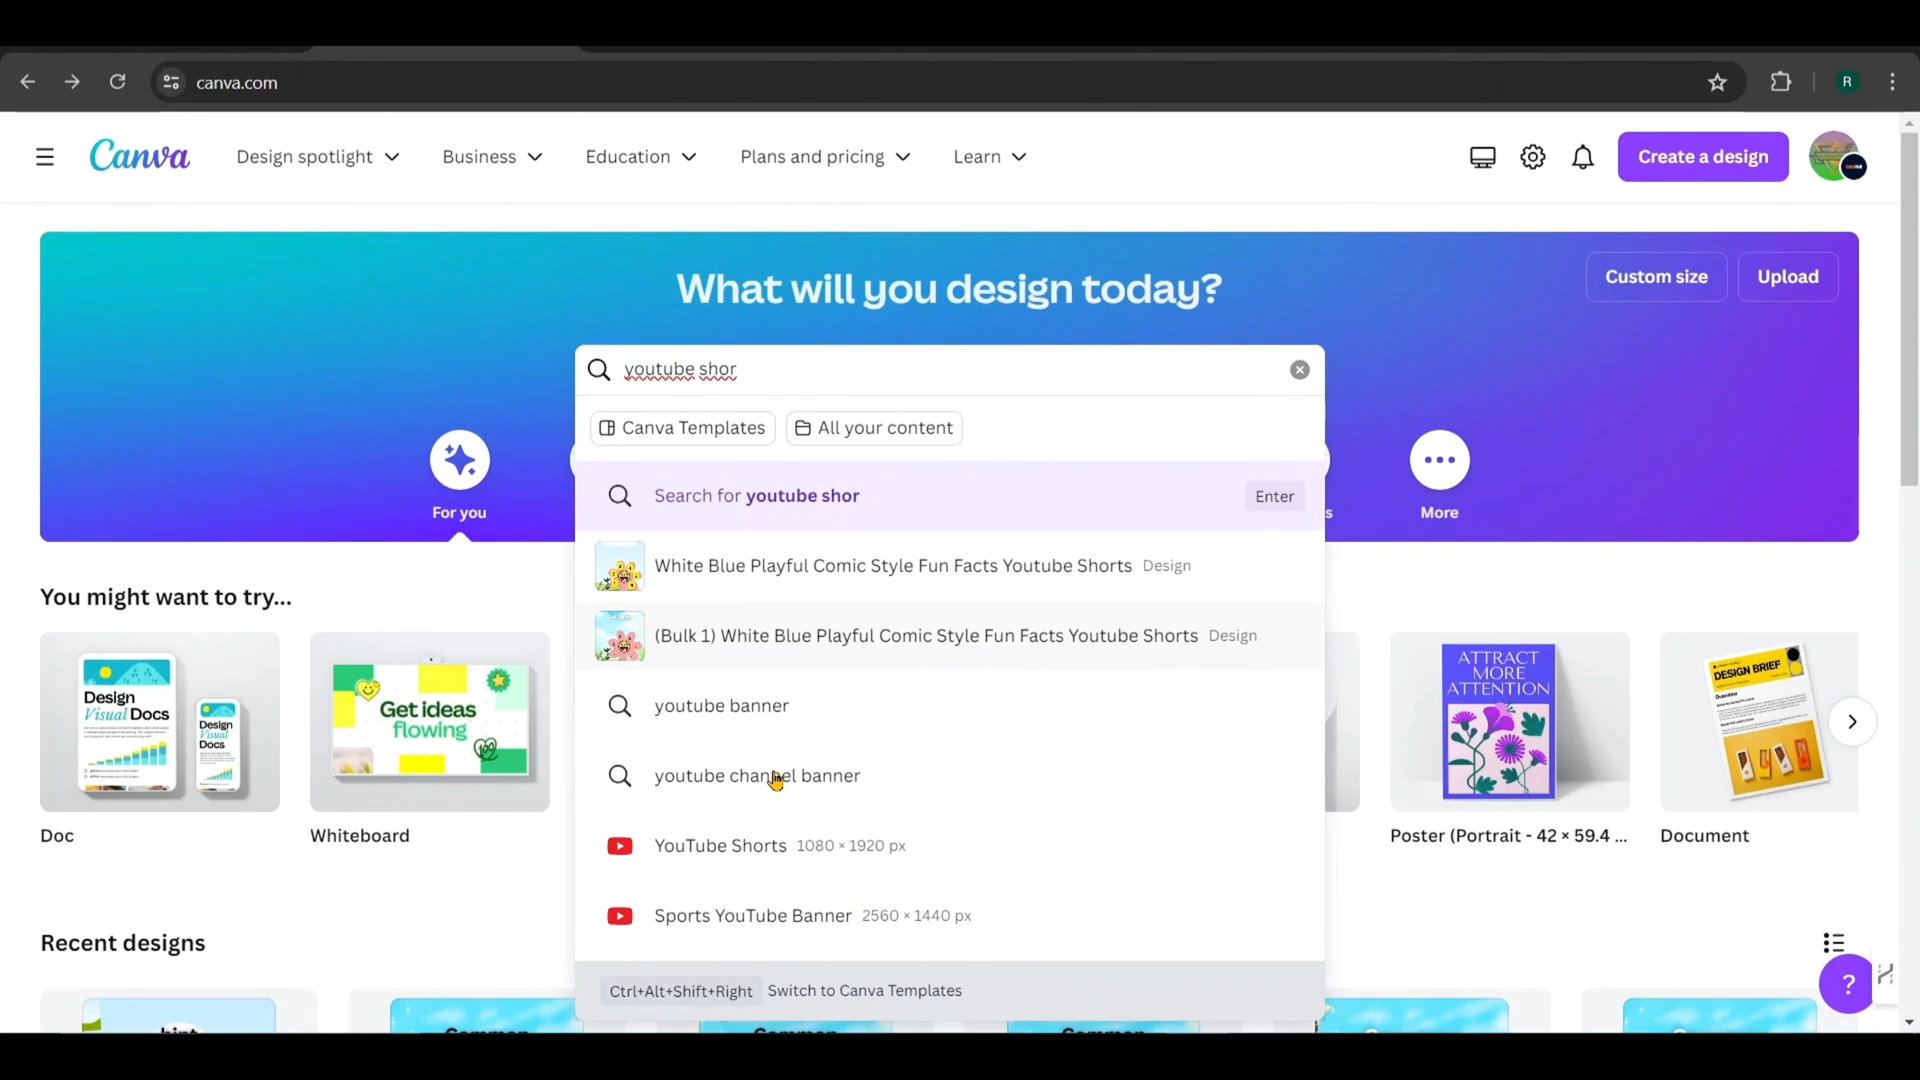 canva.com
R
Canva
Design spotlight
Business
Education
Plans and pricing
Learn
Create a design
What will you design today?
Custom size
Upload
youtube shor
Canva Templates
All your content
For you
s
More
Search for youtube shor
Enter
White Blue Playful Comic Style Fun Facts Youtube Shorts Design
(Bulk 1) White Blue Playful Comic Style Fun Facts Youtube Shorts Design
youtube banner
youtube channel banner
YouTube Shorts 1080 × 1920 px
Sports YouTube Banner 2560 × 1440 px
Ctrl+Alt+Shift+Right Switch to Canva Templates
You might want to try...
Design
Visual Docs
Design
Visual
Docs
Get ideas
flowing
100
ATTRACT
MORE
ATTENTION
DESIGN BRIEF
Doc
Whiteboard
Poster (Portrait - 42 × 59.4 ...
Document
Recent designs
?